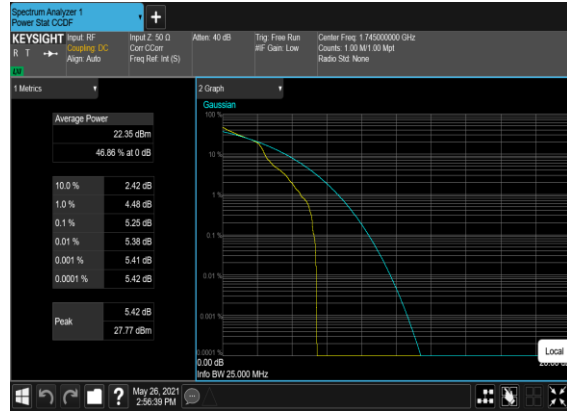 Spectrum Analyzer 1
Power Stat CCDF
+
KEYSIGHT
R T
LW
Input: RF
Coupling: DC
Align: Auto
Input Z: 50 Ω
Corr CCorr
Freq Ref: Int (S)
Atten: 40 dB
Trig: Free Run
#IF Gain: Low
Center Freq: 1.745000000 GHz
Counts: 1.00 M/1.00 Mpt
Radio Std: None
1 Metrics
Average Power
22.35 dBm
46.86 % at 0 dB
10.0 % 2.42 dB
1.0 % 4.48 dB
0.1 % 5.25 dB
0.01 % 5.38 dB
0.001 % 5.41 dB
0.0001 % 5.42 dB
Peak
5.42 dB
27.77 dBm
2 Graph
Gaussian
100 %
10 %
1 %
0.1 %
0.01 %
0.001 %
0.0001 %
0.00 dB
Info BW 25.000 MHz
Local
?
May 26, 2021
2:56:39 PM